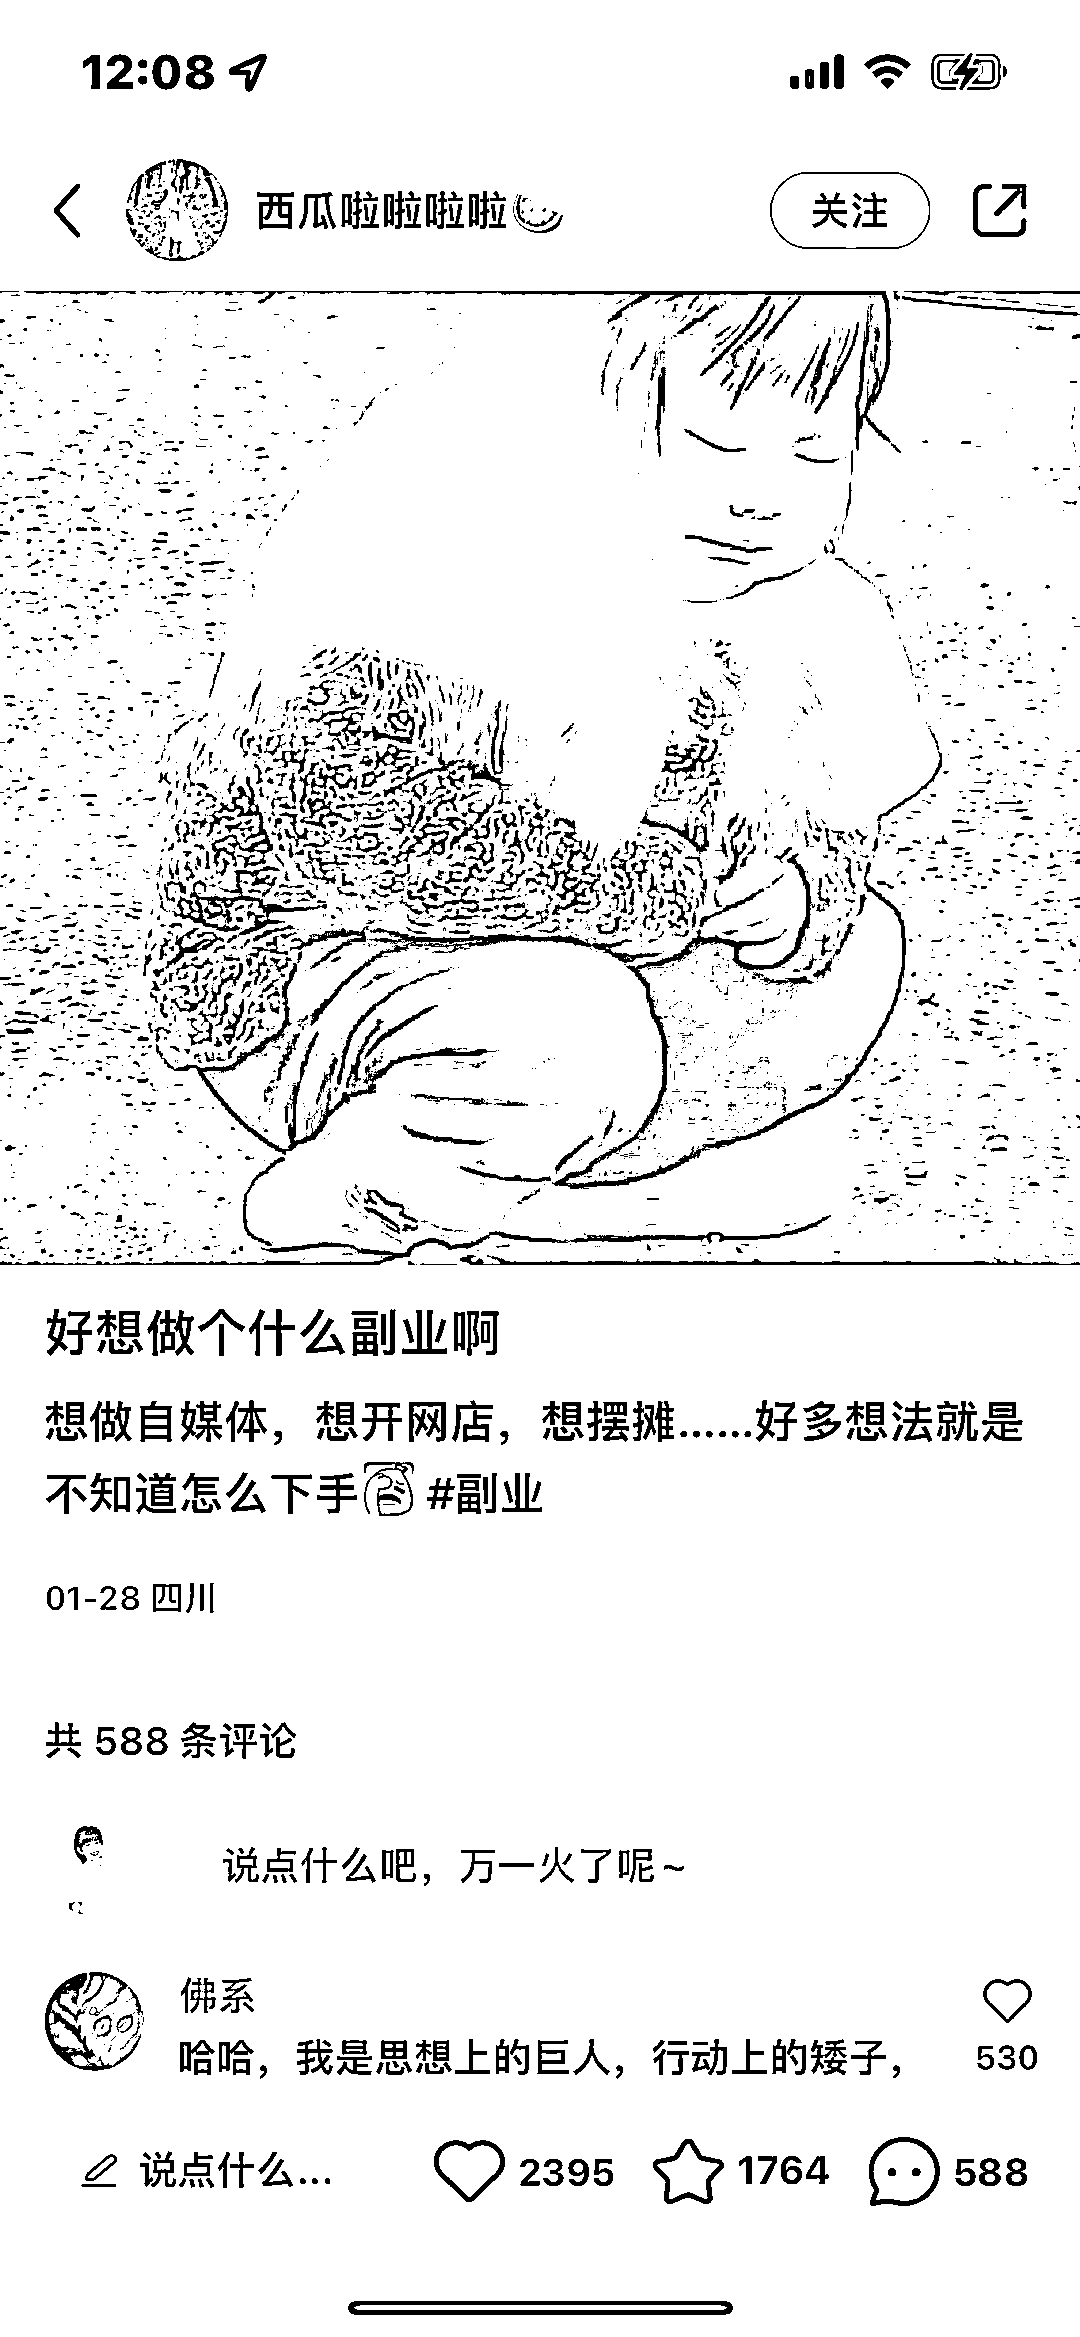 12:08
西瓜啦啦啦啦🍉
关注
好想做个什么副业啊
想做自媒体，想开网店，想摆摊......好多想法就是
不知道怎么下手 #副业
01-28 四川
共 588 条评论
说点什么吧，万一火了呢~
佛系
哈哈，我是思想上的巨人，行动上的矮子，
530
说点什么...
2395
1764
588